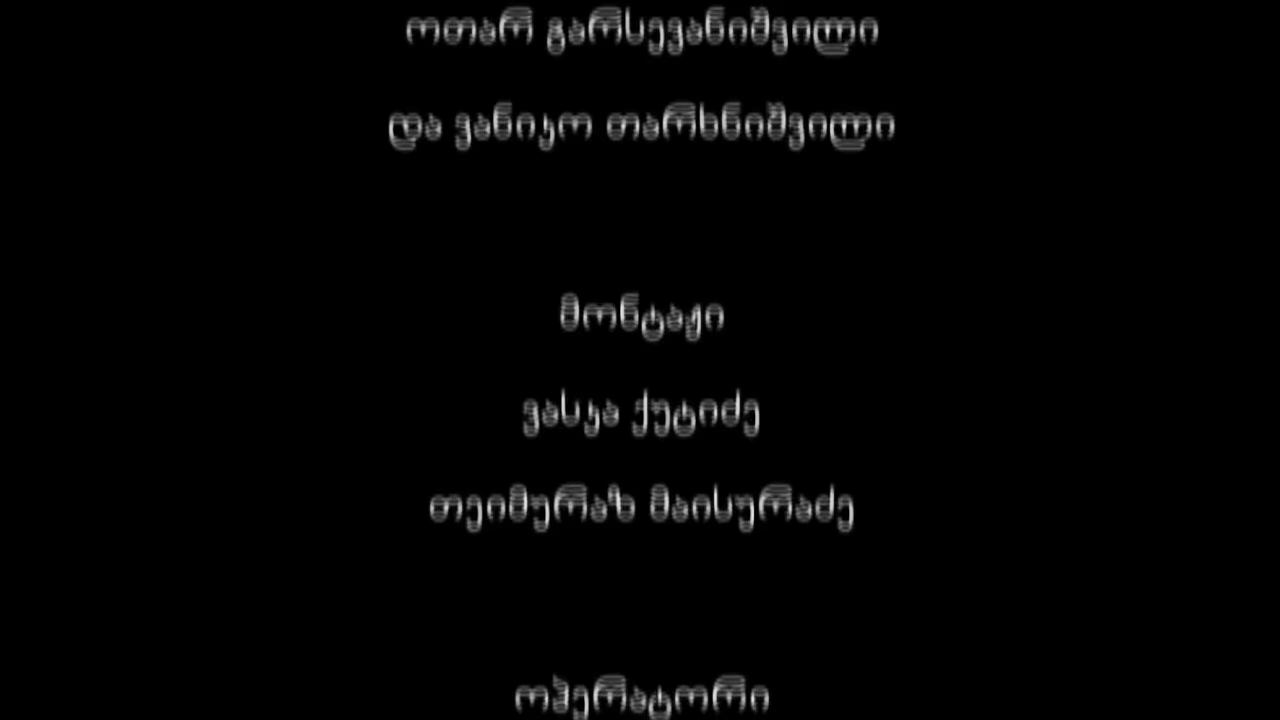 ოთარ გარსევანიშვილი
და ვანიკო თარხნიშვილი
მონტაჟი
ვასკა ქუტიძე
თეიმურაზ მაისურაძე
ოპერატორი